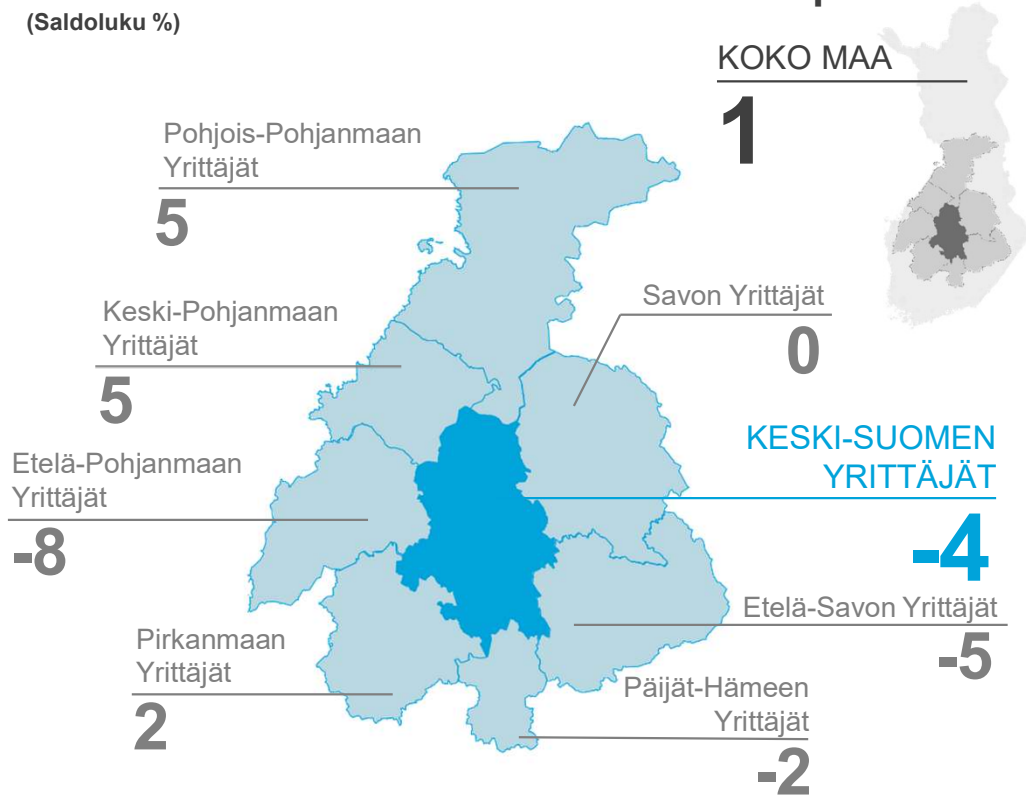 (Saldoluku %)
KOKO MAA
1
Pohjois-Pohjanmaan
Yrittäjät
5
Keski-Pohjanmaan
Yrittäjät
5
Savon Yrittäjät
0
KESKI-SUOMEN
YRITTÄJÄT
-4
Etelä-Pohjanmaan
Yrittäjät
-8
Etelä-Savon Yrittäjät
-5
Pirkanmaan
Yrittäjät
2
Päijät-Hämeen
Yrittäjät
-2